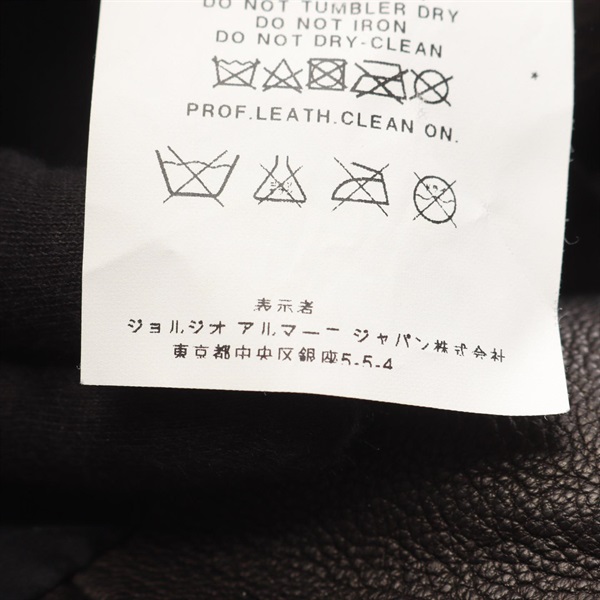 DO NOT TUMBLER DRY
DO NOT IRON
DO NOT DRY-CLEAN
PROF.LEATH.CLEAN ON.
表示者
ジョルジオ アルマーニ ジャパン株式会社
東京都中央区銀座5-5-4